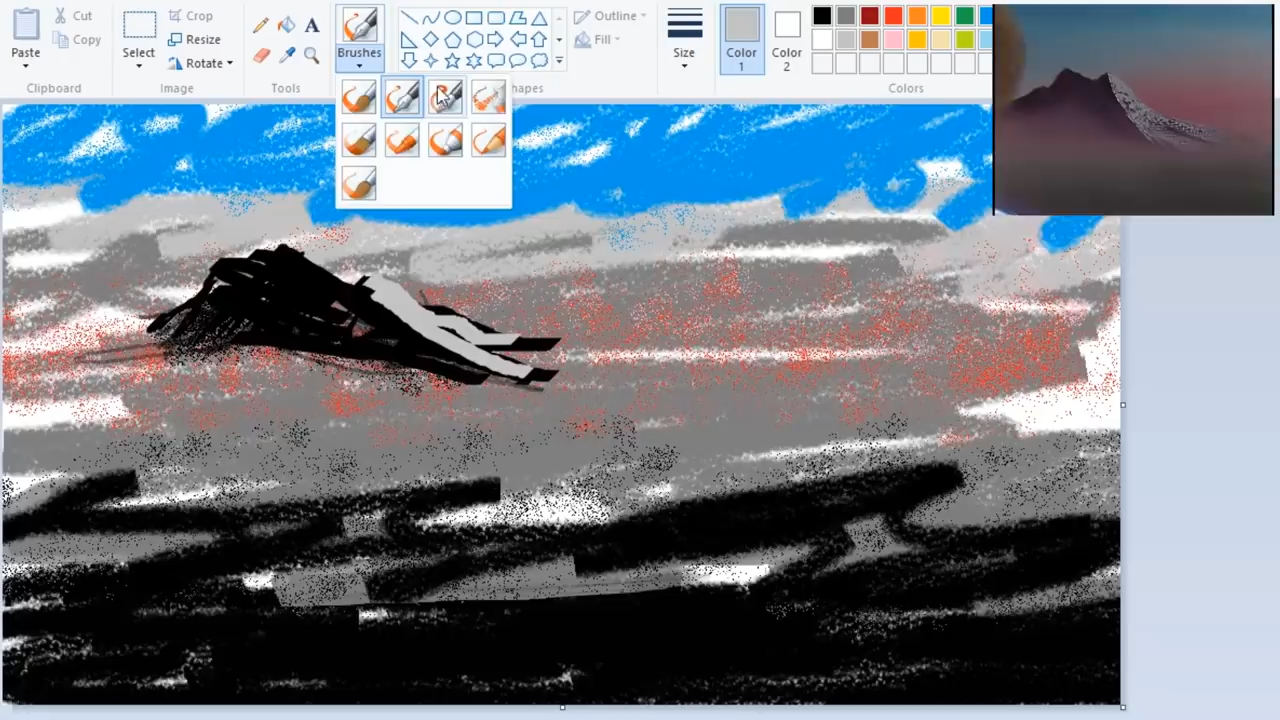 Paste
Cut
Copy
Clipboard
Select
Crop
Resize
Rotate
Image
A
Tools
Brushes
Outline
Fill
hapes
Size
Color
1
Color
2
Colors